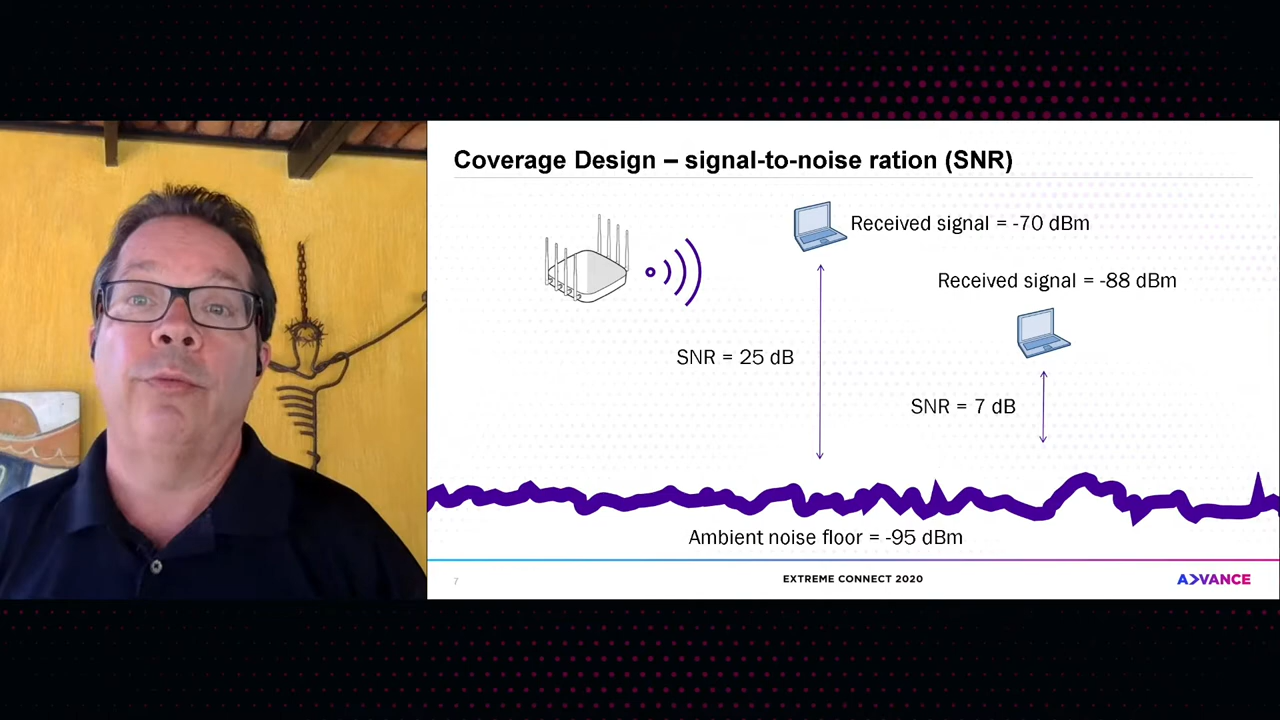 Coverage Design – signal-to-noise ration (SNR)
Received signal = -70 dBm
Received signal = -88 dBm
SNR = 25 dB
SNR = 7 dB
Ambient noise floor = -95 dBm
7
EXTREME CONNECT 2020
ADVANCE